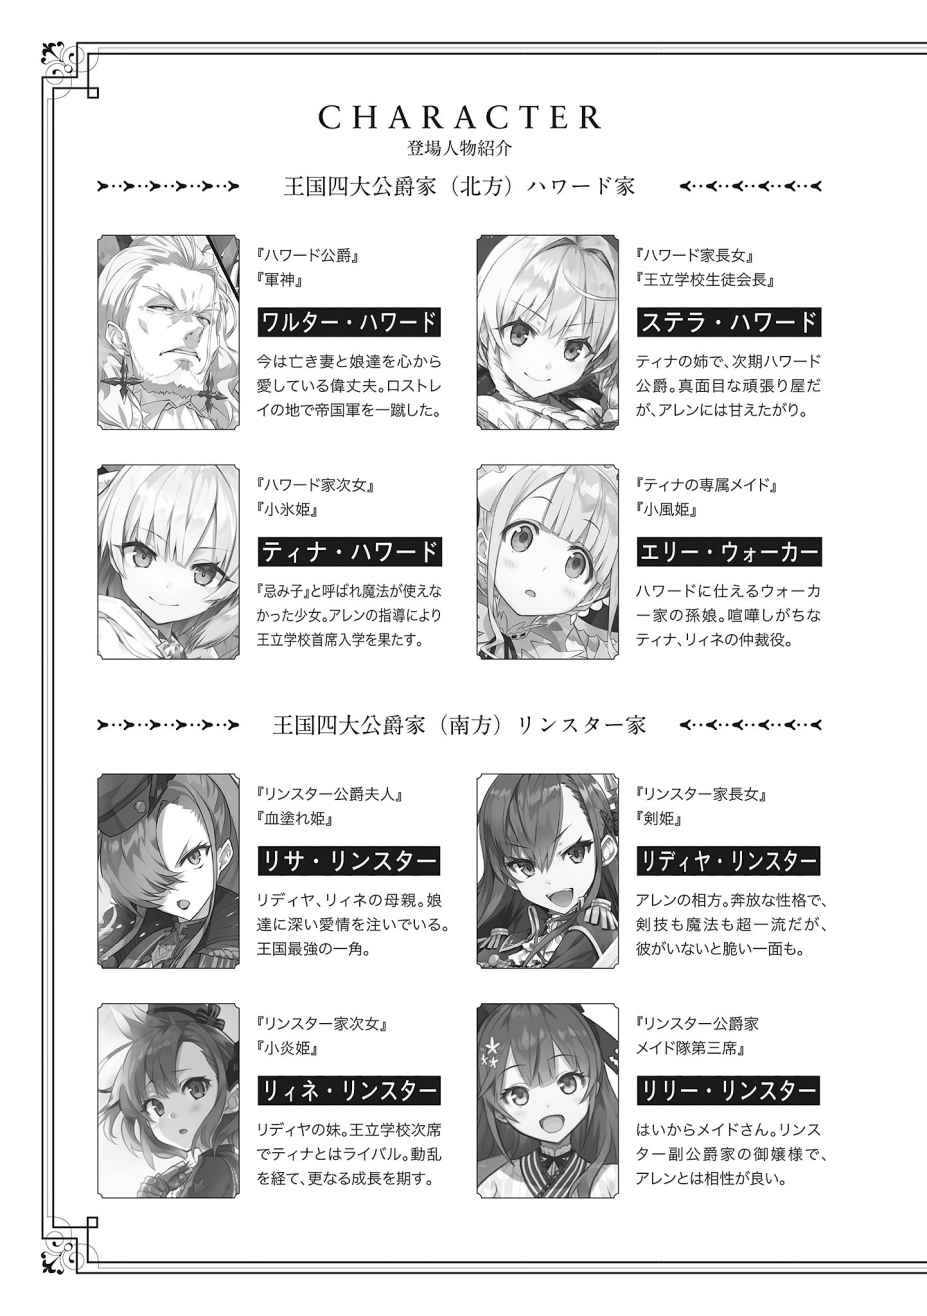 CHARACTER
登場人物紹介
王国四大公爵家（北方）ハワード家
『ハワード公爵』
『軍神』
ワルター・ハワード
今は亡き妻と娘達を心から
愛している偉丈夫。ロストレ
イの地で帝国軍を一蹴した。
『ハワード家長女』
『王立学校生徒会長』
ステラ・ハワード
ティナの姉で、次期ハワード
公爵。真面目な頑張り屋だ
が、アレンには甘えたがり。
『ハワード家次女』
『小氷姫』
ティナ・ハワード
『忌み子』と呼ばれ魔法が使えな
かった少女。アレンの指導により
王立学校首席入学を果たす。
『ティナの専属メイド』
『小風姫』
エリー・ウォーカー
ハワードに仕えるウォーカ
ー家の孫娘。喧嘩しがちな
ティナ、リィネの仲裁役。
王国四大公爵家（南方）リンスター家
『リンスター公爵夫人』
『血塗れ姫』
リサ・リンスター
リディヤ、リィネの母親。娘
達に深い愛情を注いでいる。
王国最強の一角。
『リンスター家長女』
『剣姫』
リディヤ・リンスター
アレンの相方。奔放な性格で、
剣技も魔法も超一流だが、
彼がいないと脆い一面も。
『リンスター家次女』
『小炎姫』
リィネ・リンスター
リディヤの妹。王立学校次席
でティナとはライバル。動乱
を経て、更なる成長を期す。
『リンスター公爵家
メイド隊第三席』
リリー・リンスター
はいからメイドさん。リンス
ター副公爵家の御嬢様で、
アレンとは相性が良い。